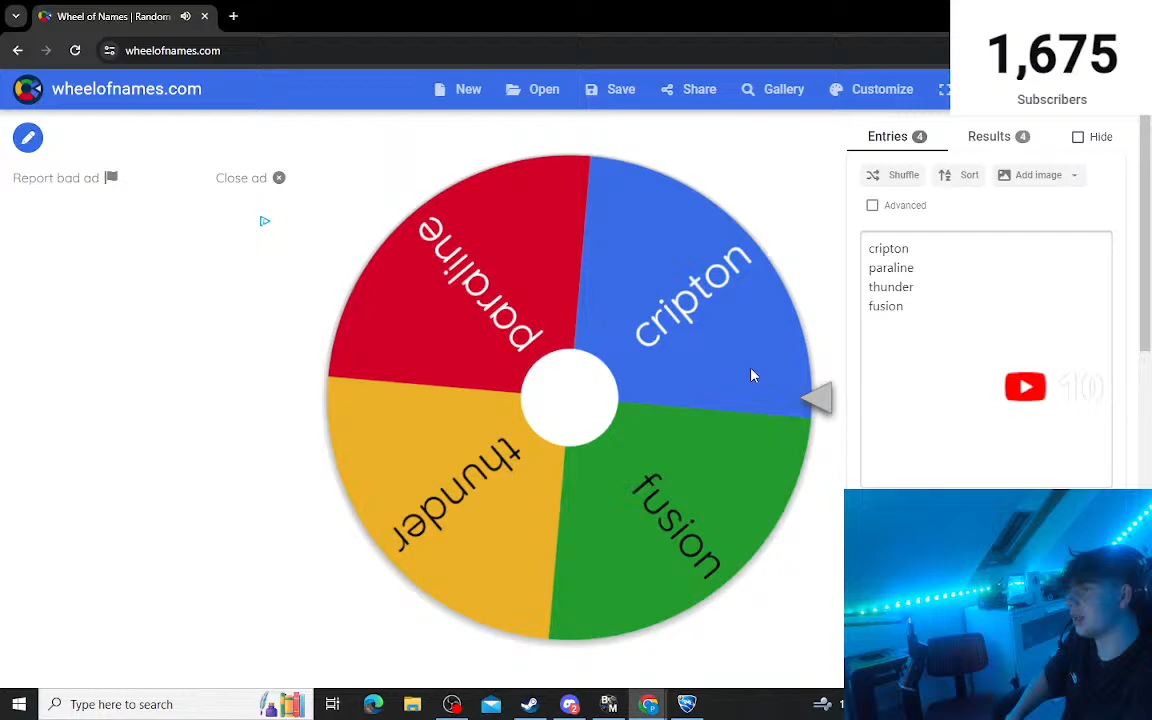 Wheel of Names | Random
wheelofnames.com
1,675
Subscribers
wheelofnames.com
New
Open
Save
Share
Gallery
Customize
Report bad ad
Close ad
Entries 4
Results 4
Hide
Shuffle
Sort
Add image
Advanced
cripton
paraline
thunder
fusion
10
paraline
cripton
thunder
fusion
Type here to search